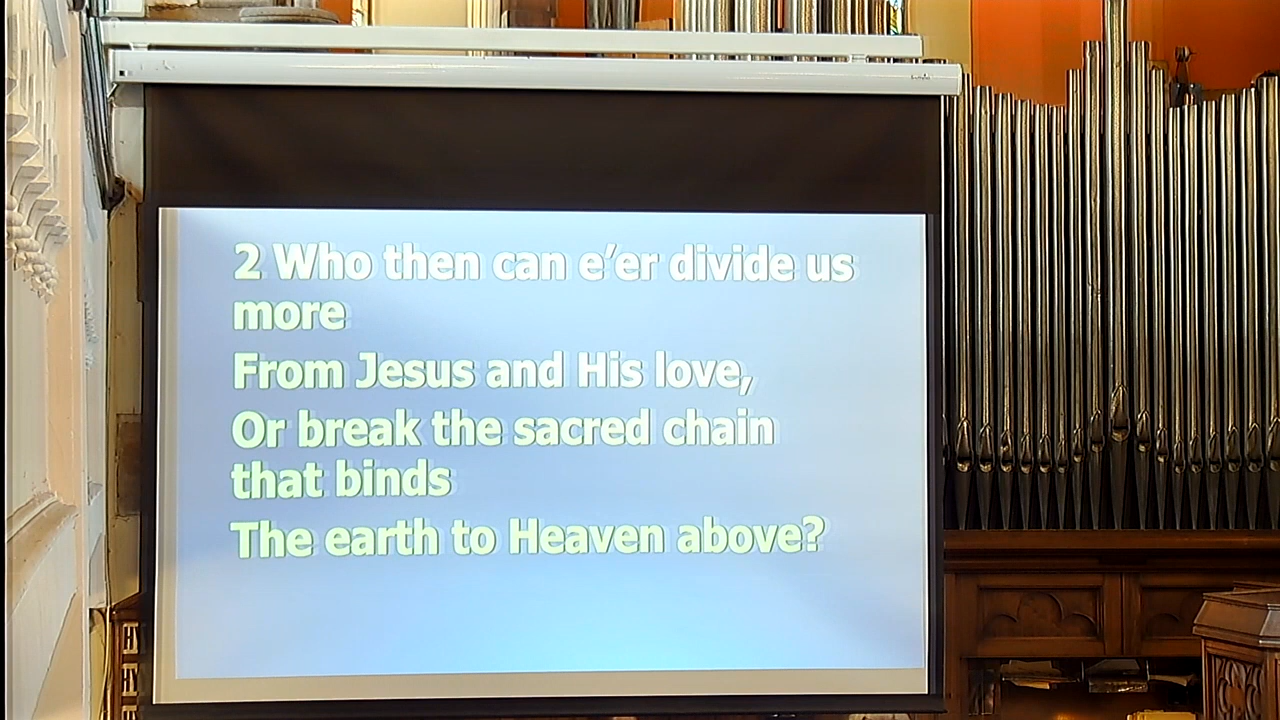 2 Who then can e’er divide us
more
From Jesus and His love,
Or break the sacred chain
that binds
The earth to Heaven above?